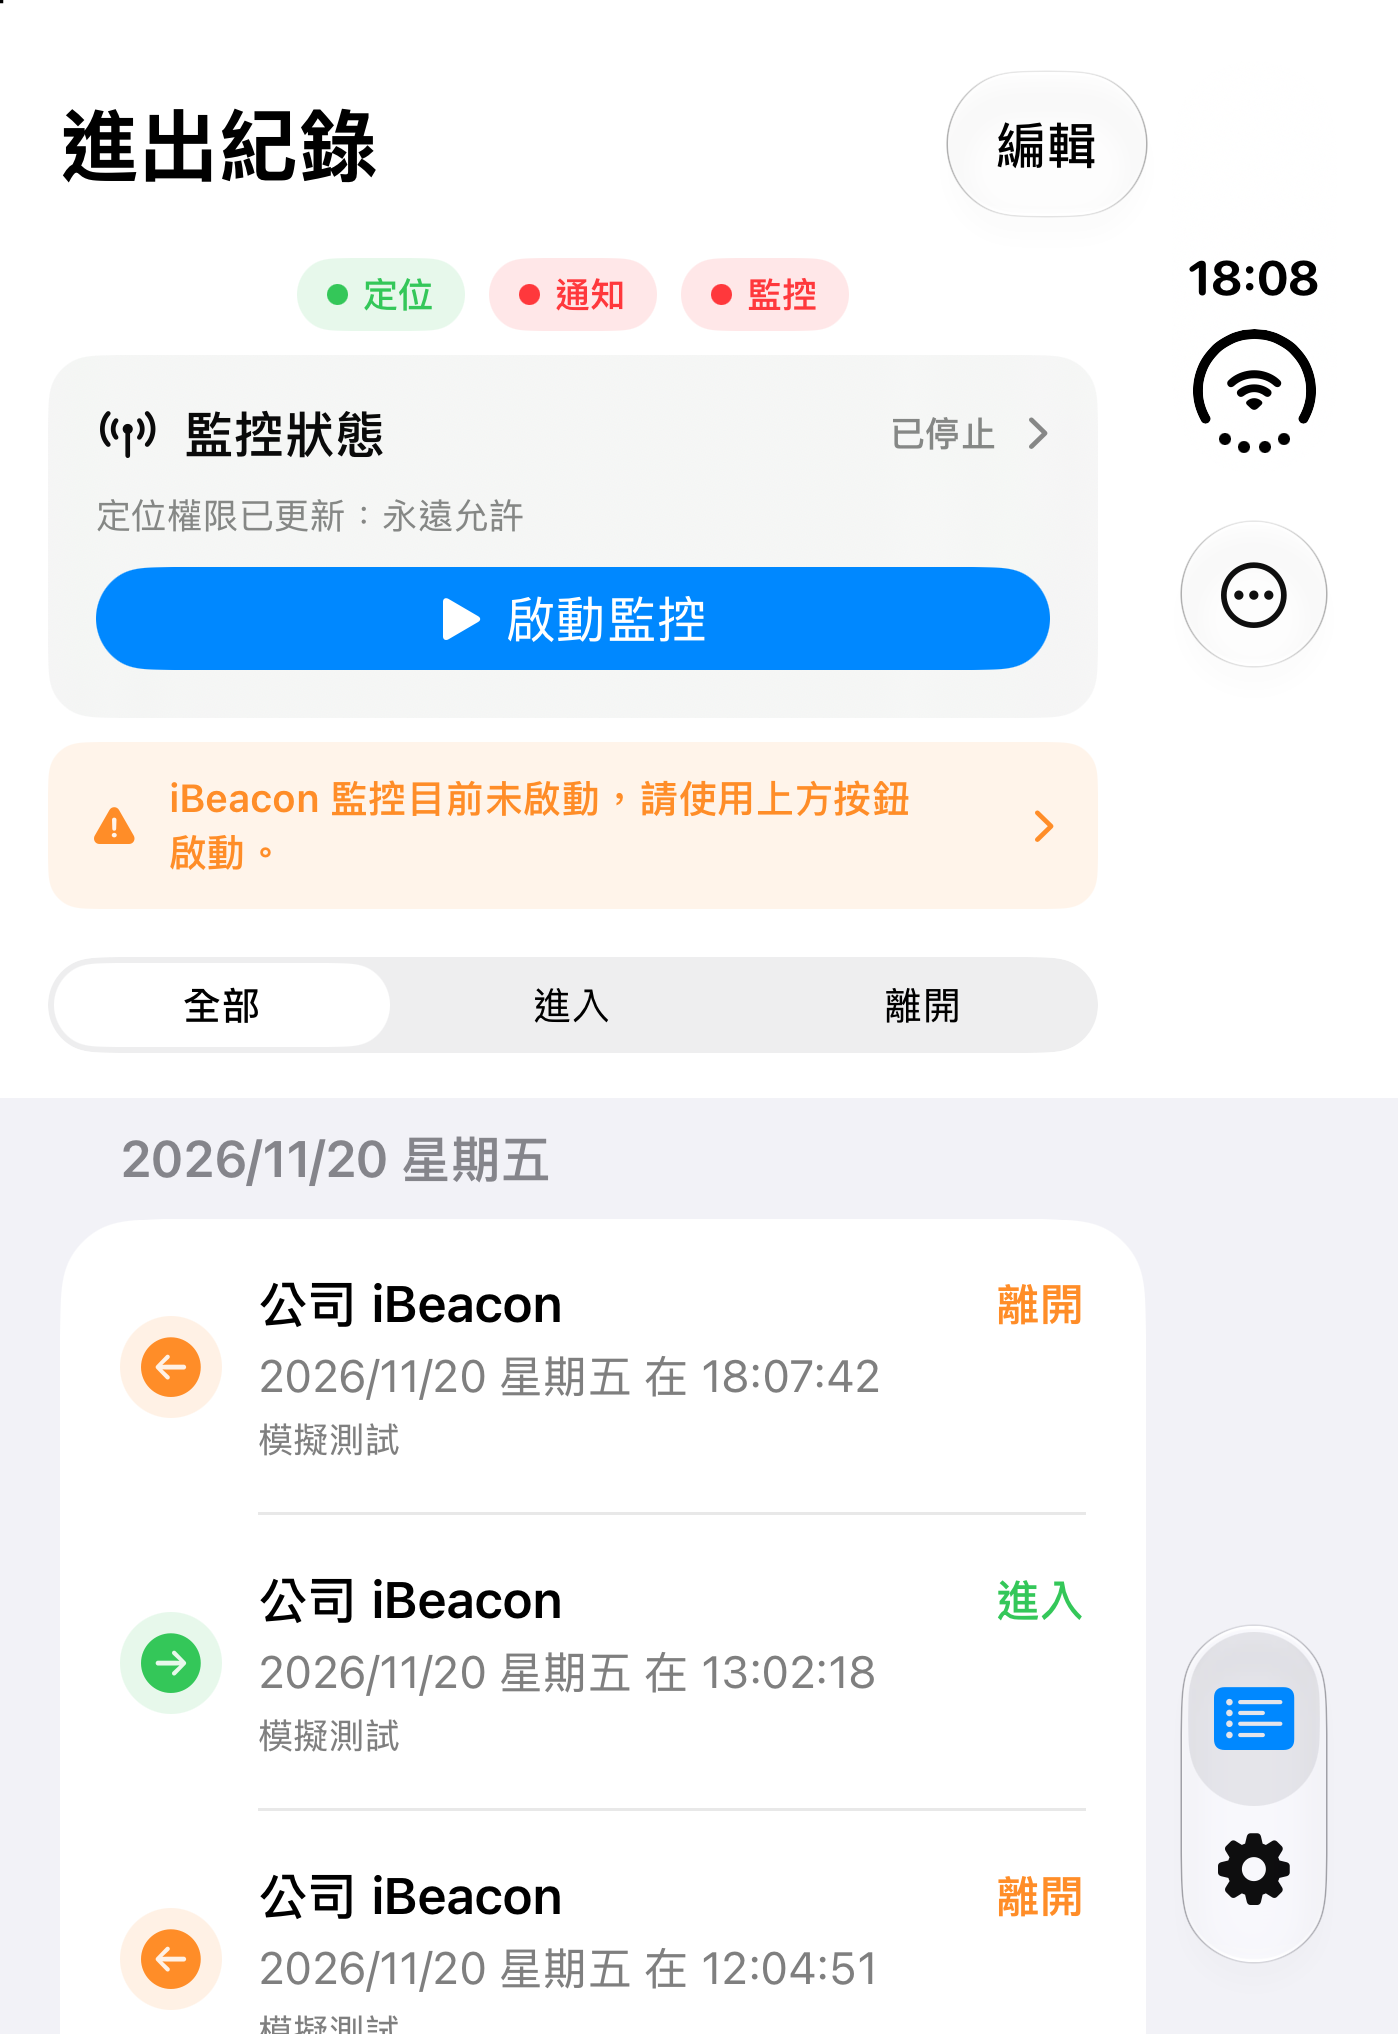 進出紀錄
編輯
18:08
定位
通知
監控
監控狀態
已停止
定位權限已更新：永遠允許
啟動監控
iBeacon 監控目前未啟動，請使用上方按鈕
啟動。
全部
進入
離開
2026/11/20 星期五
公司 iBeacon
離開
2026/11/20 星期五 在 18:07:42
模擬測試
公司 iBeacon
進入
2026/11/20 星期五 在 13:02:18
模擬測試
公司 iBeacon
離開
2026/11/20 星期五 在 12:04:51
模擬測試